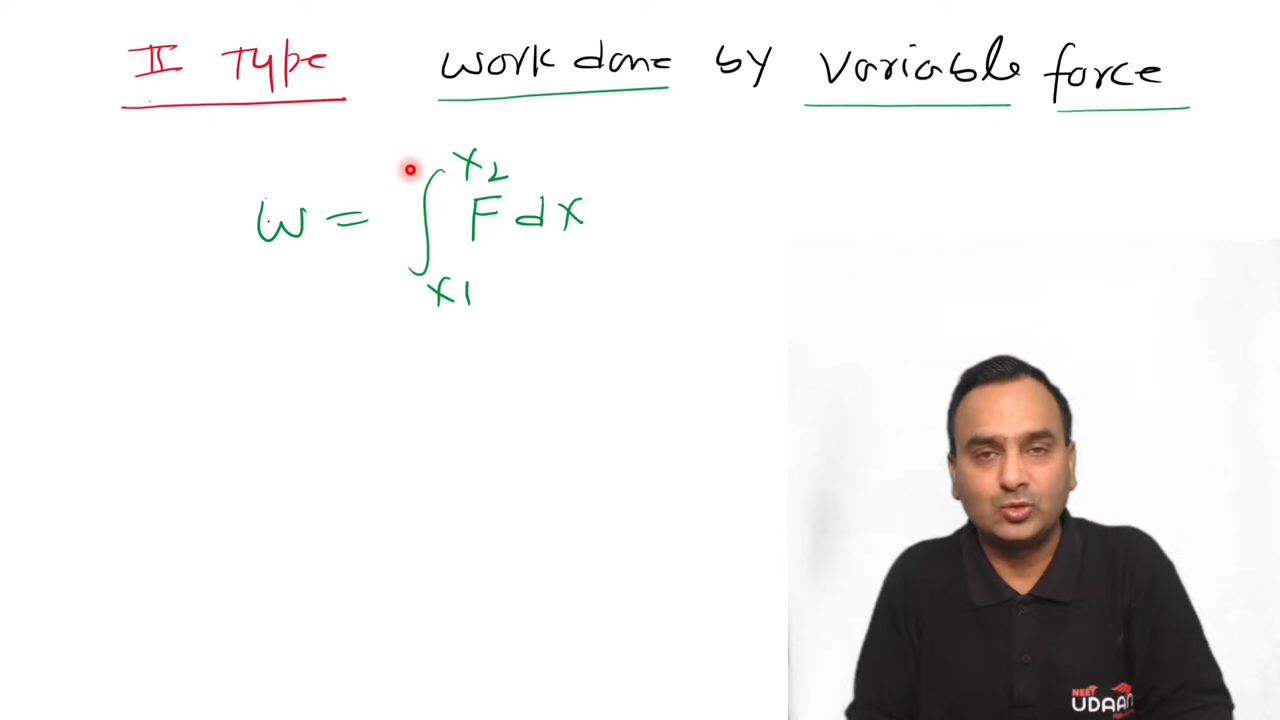 II Type work done by variable force
W = ∫ F dx
x2
x1
NEET
UDAAN